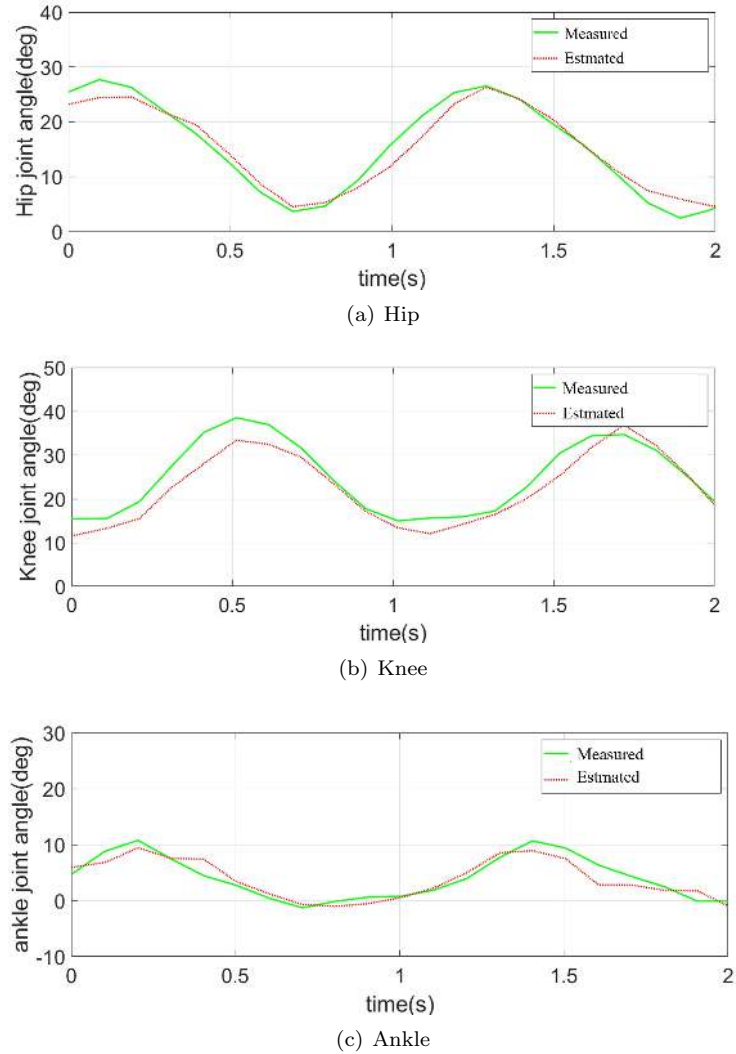 40
30
20
10
0
Hip joint angle(deg)
Measured
Estmated
0 0.5 1 1.5 2
time(s)
(a) Hip
50
40
30
20
10
0
Knee joint angle(deg)
Measured
Estmated
0 0.5 1 1.5 2
time(s)
(b) Knee
30
20
10
0
-10
ankle joint angle(deg)
Measured
Estmated
0 0.5 1 1.5 2
time(s)
(c) Ankle